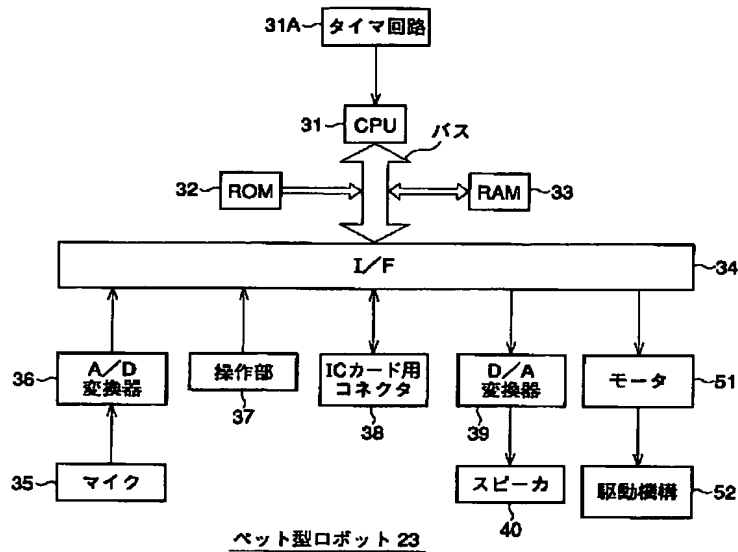 31A
タイマ回路
31
CPU
バス
32
ROM
RAM
33
I/F
34
36
A/D
変換器
操作部
37
ICカード用
コネクタ
38
D/A
変換器
39
モータ
51
35
マイク
スピーカ
40
駆動機構
52
ペット型ロボット 23